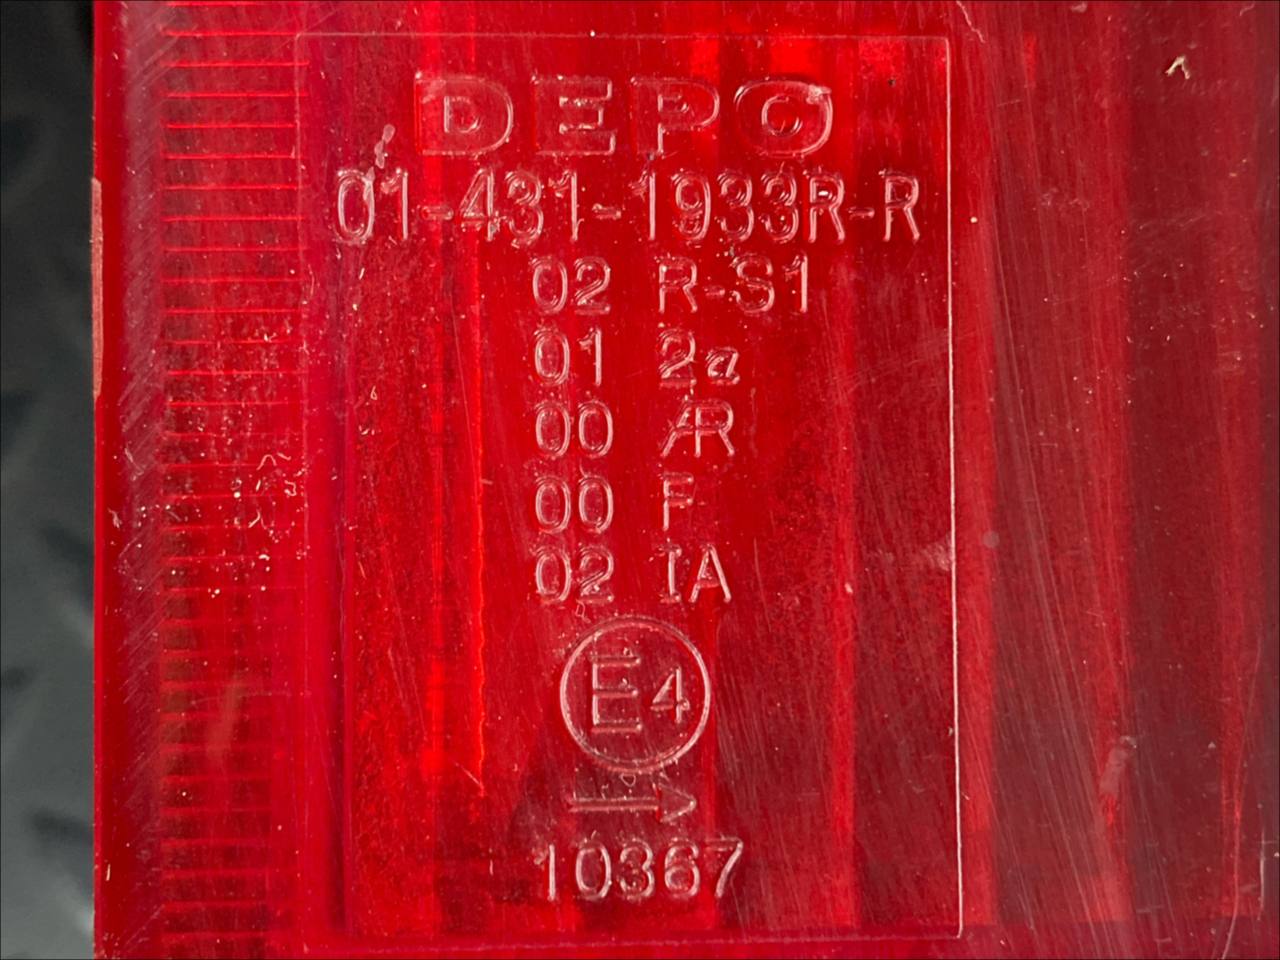 DEPO
01-431-1933R-R
02 R-S1
01 2a
00 AR
00 F
02 IA
E4
→
10367